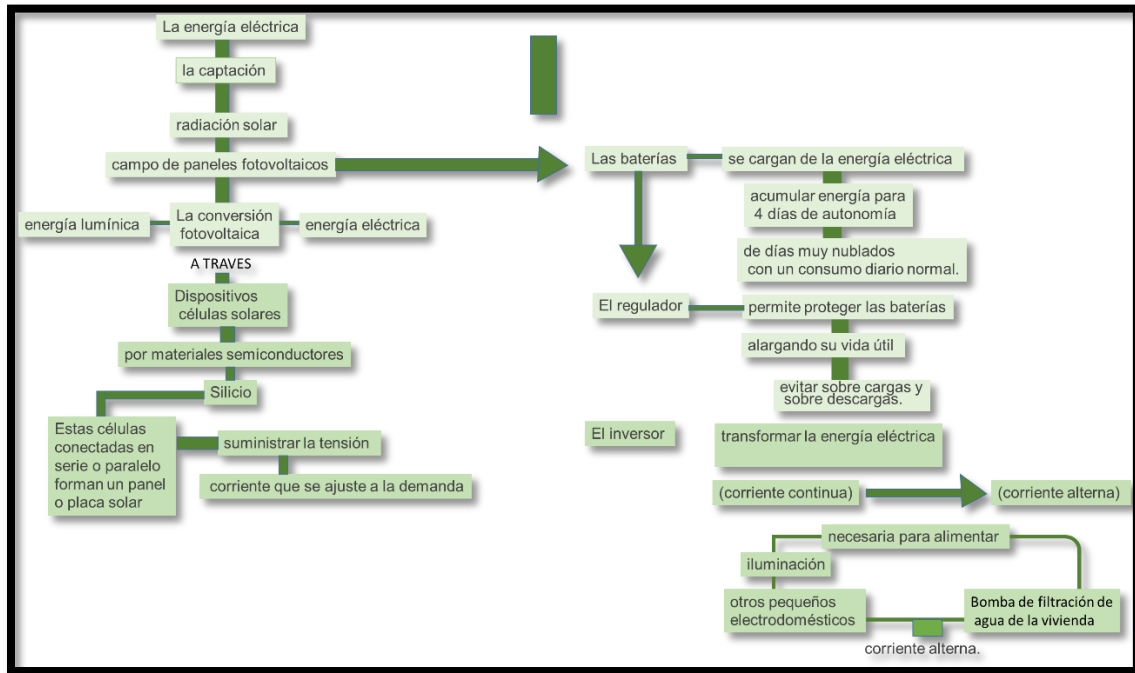 La energía eléctrica
la captación
radiación solar
campo de paneles fotovoltaicos
energía lumínica
La conversión
fotovoltaica
energía eléctrica
A TRAVES
Dispositivos
células solares
por materiales semiconductores
Silicio
Estas células
conectadas en
serie o paralelo
forman un panel
o placa solar
suministrar la tensión
corriente que se ajuste a la demanda
Las baterías
se cargan de la energía eléctrica
acumular energía para
4 días de autonomía
de días muy nublados
con un consumo diario normal.
El regulador
permite proteger las baterías
alargando su vida útil
evitar sobre cargas y
sobre descargas.
El inversor
transformar la energía eléctrica
(corriente continua)
(corriente alterna)
necesaria para alimentar
iluminación
otros pequeños
electrodomésticos
Bomba de filtración de
agua de la vivienda
corriente alterna.